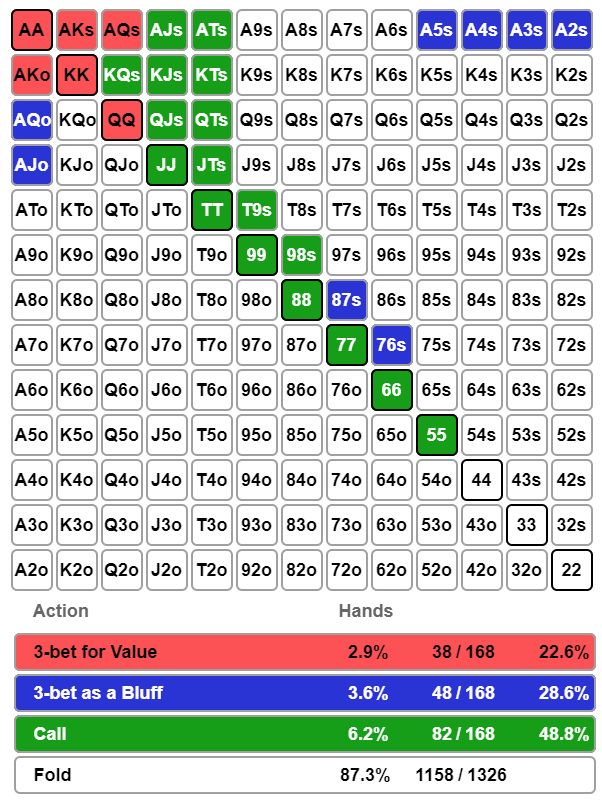 AA AKs AQs AJs ATs A9s A8s A7s A6s A5s A4s A3s A2s
AKo KK KQs KJs KTs K9s K8s K7s K6s K5s K4s K3s K2s
AQo KQo QQ QJs QTs Q9s Q8s Q7s Q6s Q5s Q4s Q3s Q2s
AJo KJo QJo JJ JTs J9s J8s J7s J6s J5s J4s J3s J2s
ATo KTo QTo JTo TT T9s T8s T7s T6s T5s T4s T3s T2s
A9o K9o Q9o J9o T9o 99 98s 97s 96s 95s 94s 93s 92s
A8o K8o Q8o J8o T8o 98o 88 87s 86s 85s 84s 83s 82s
A7o K7o Q7o J7o T7o 97o 87o 77 76s 75s 74s 73s 72s
A6o K6o Q6o J6o T6o 96o 86o 76o 66 65s 64s 63s 62s
A5o K5o Q5o J5o T5o 95o 85o 75o 65o 55 54s 53s 52s
A4o K4o Q4o J4o T4o 94o 84o 74o 64o 54o 44 43s 42s
A3o K3o Q3o J3o T3o 93o 83o 73o 63o 53o 43o 33 32s
A2o K2o Q2o J2o T2o 92o 82o 72o 62o 52o 42o 32o 22
Action Hands
3-bet for Value 2.9% 38 / 168 22.6%
3-bet as a Bluff 3.6% 48 / 168 28.6%
Call 6.2% 82 / 168 48.8%
Fold 87.3% 1158 / 1326